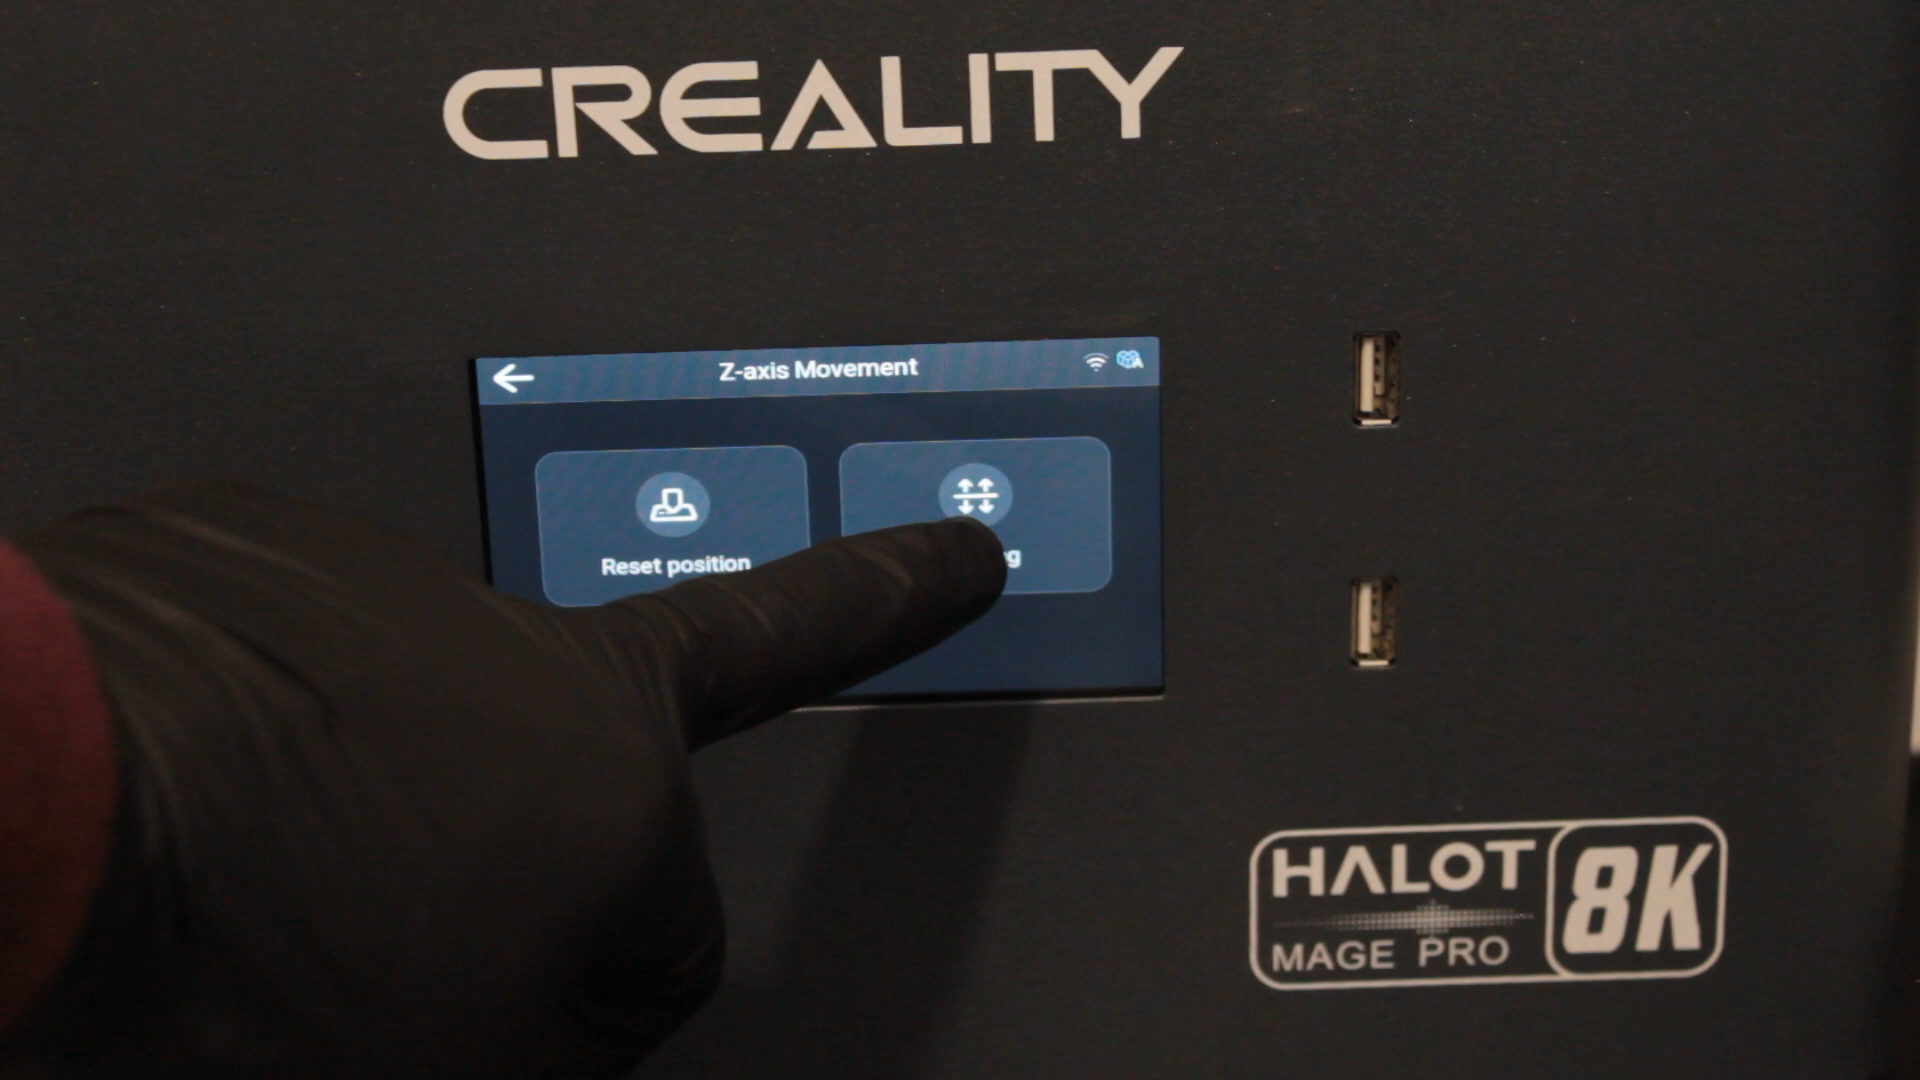 CREALITY
Z-axis Movement
Reset position
HALOT
8K
MAGE PRO